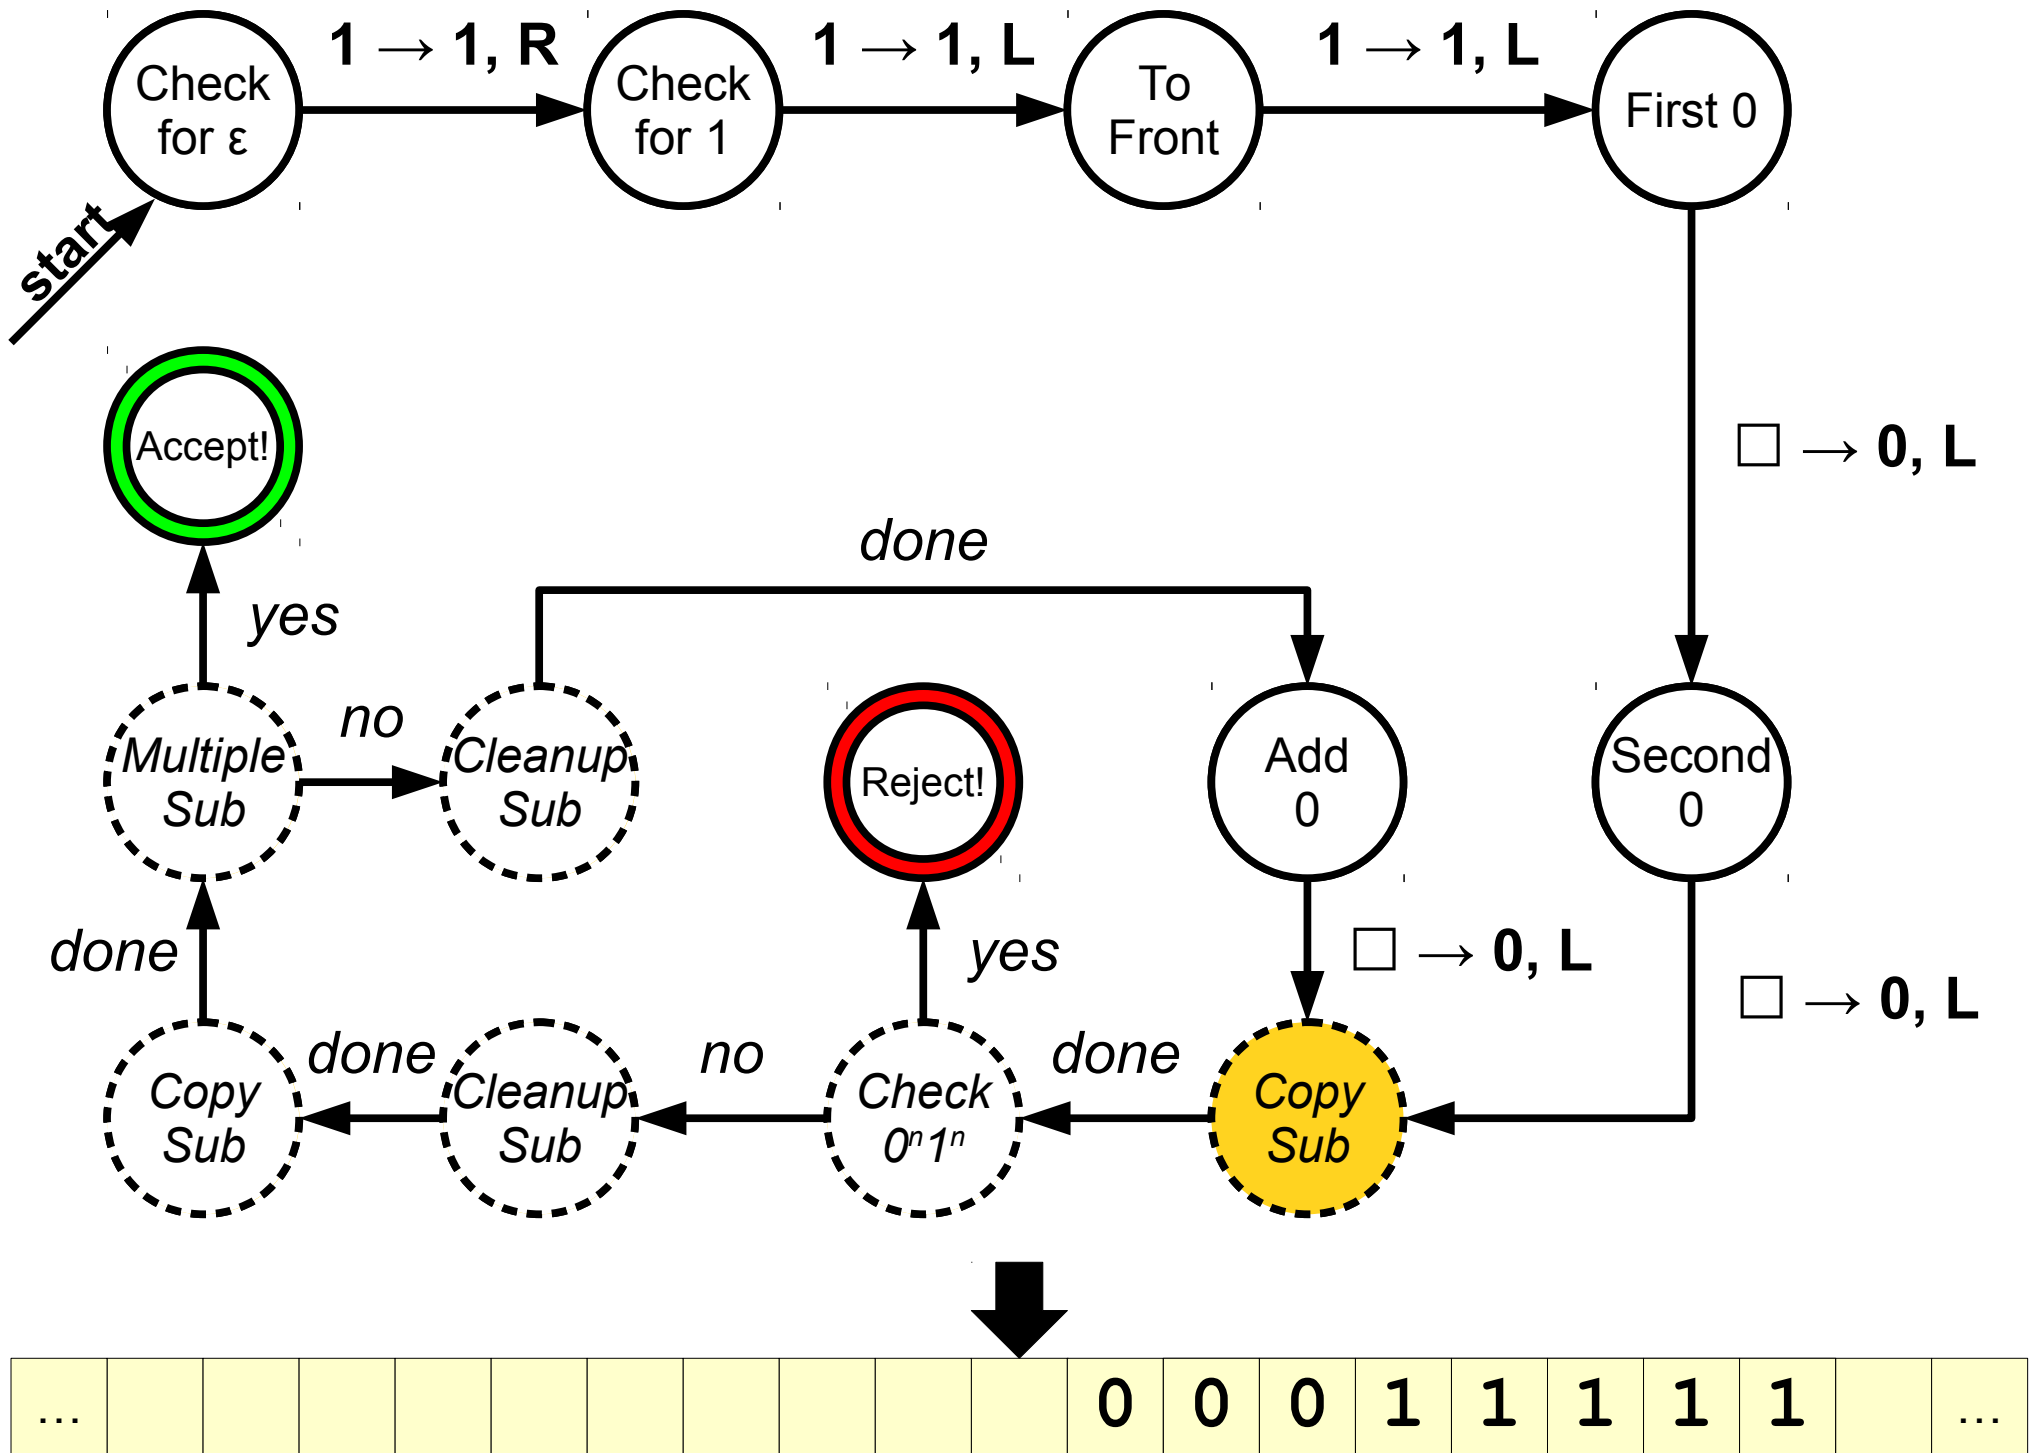 1 → 1, R
1 → 1, L
1 → 1, L
Check
for ε
Check
for 1
To
Front
First 0
start
□ → 0, L
Accept!
done
yes
no
Multiple
Sub
Cleanup
Sub
Reject!
Add
0
Second
0
done
yes
□ → 0, L
□ → 0, L
done
no
done
Copy
Sub
Cleanup
Sub
Check
0ⁿ1ⁿ
Copy
Sub
... 0 0 0 1 1 1 1 1 ...